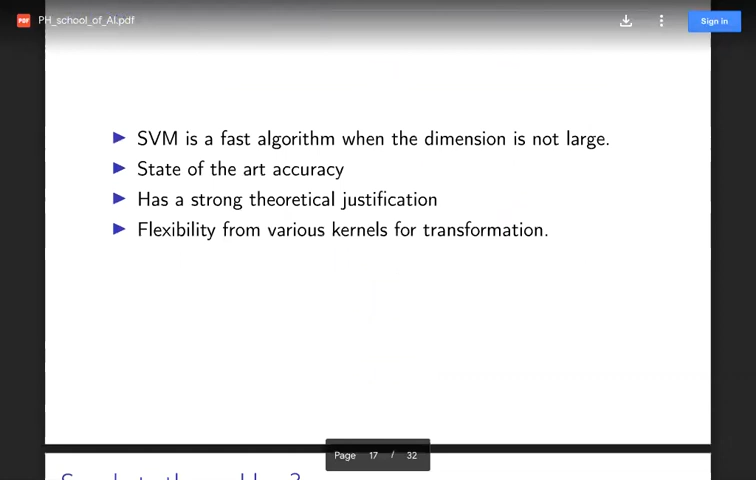 PDF PH_school_of_AI.pdf Sign in
SVM is a fast algorithm when the dimension is not large.
State of the art accuracy
Has a strong theoretical justification
Flexibility from various kernels for transformation.
Page 17 / 32